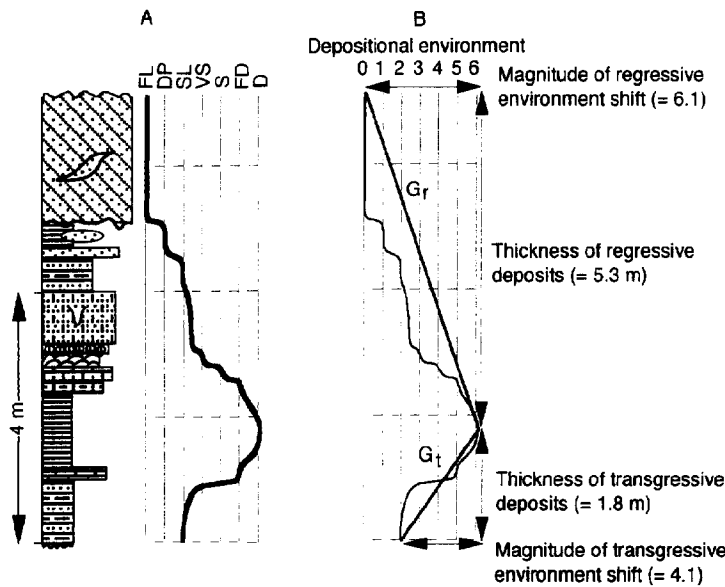 A
FL
DP
SL
VS
S
FD
D
4 m
B
Depositional environment
0 1 2 3 4 5 6
Magnitude of regressive
environment shift (= 6.1)
Gr
Thickness of regressive
deposits (= 5.3 m)
Gt
Thickness of transgressive
deposits (= 1.8 m)
Magnitude of transgressive
environment shift (= 4.1)